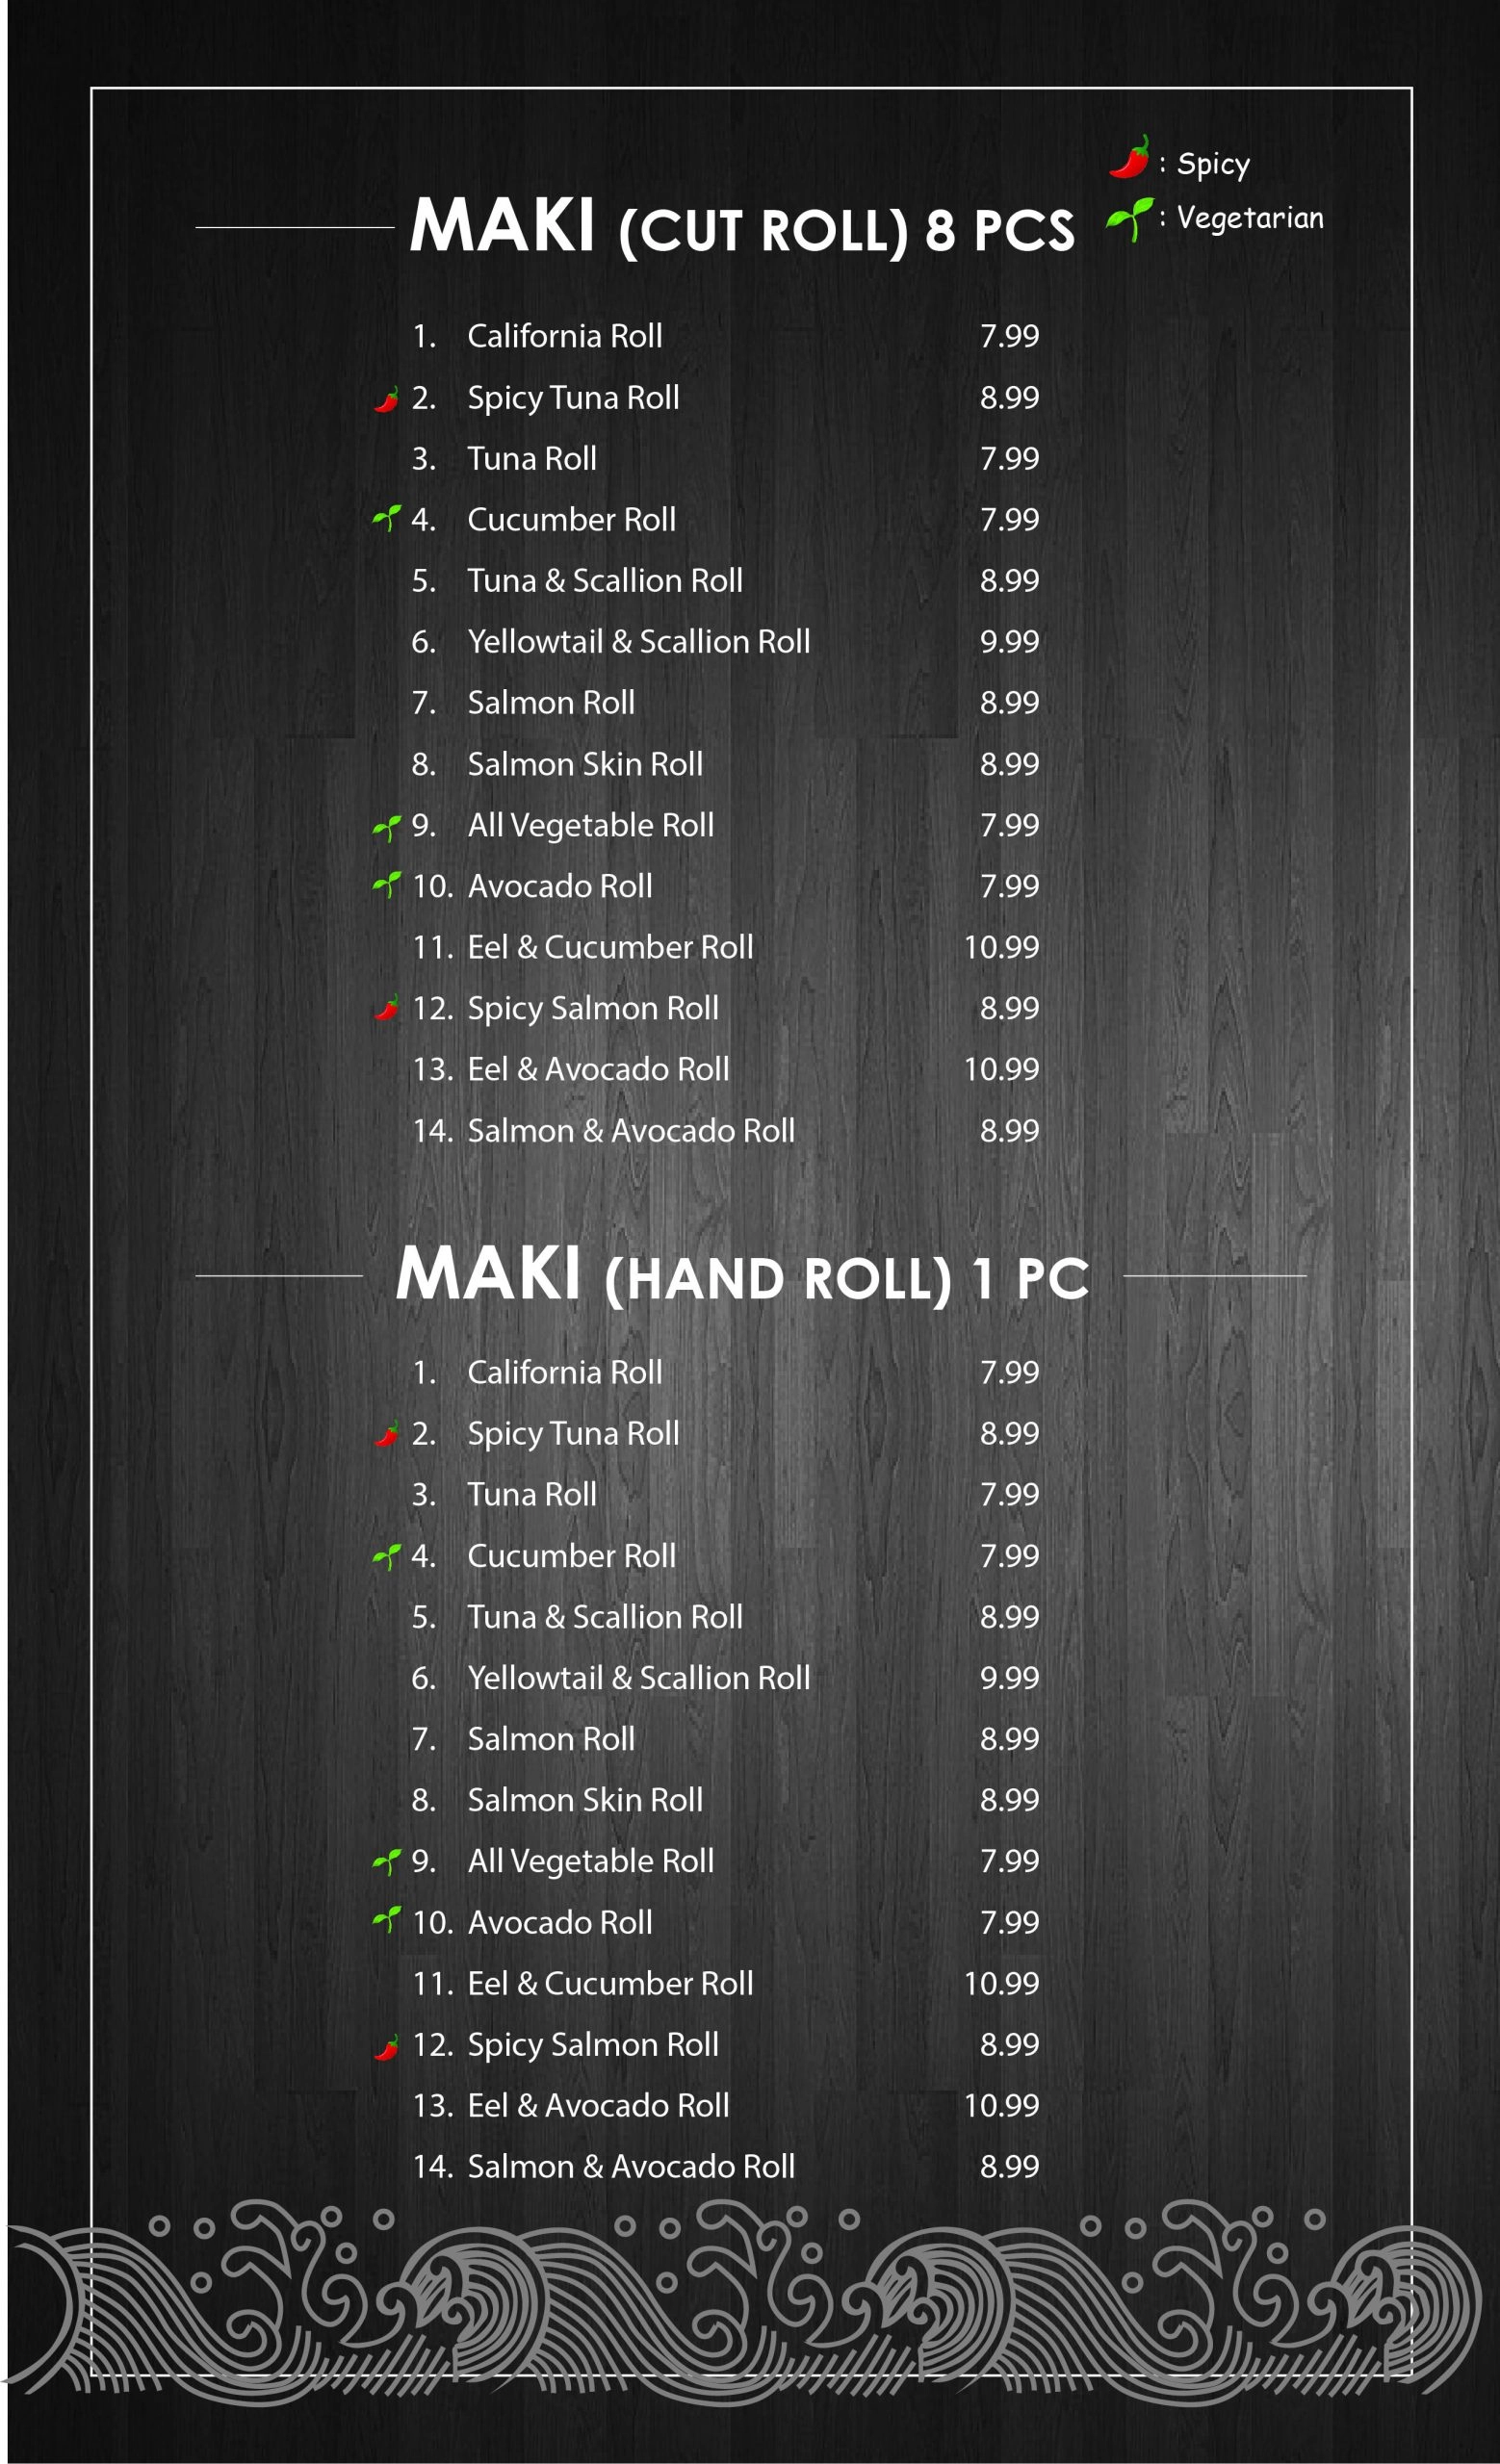 : Spicy
: Vegetarian
MAKI (CUT ROLL) 8 PCS
1. California Roll 7.99
2. Spicy Tuna Roll 8.99
3. Tuna Roll 7.99
4. Cucumber Roll 7.99
5. Tuna & Scallion Roll 8.99
6. Yellowtail & Scallion Roll 9.99
7. Salmon Roll 8.99
8. Salmon Skin Roll 8.99
9. All Vegetable Roll 7.99
10. Avocado Roll 7.99
11. Eel & Cucumber Roll 10.99
12. Spicy Salmon Roll 8.99
13. Eel & Avocado Roll 10.99
14. Salmon & Avocado Roll 8.99
MAKI (HAND ROLL) 1 PC
1. California Roll 7.99
2. Spicy Tuna Roll 8.99
3. Tuna Roll 7.99
4. Cucumber Roll 7.99
5. Tuna & Scallion Roll 8.99
6. Yellowtail & Scallion Roll 9.99
7. Salmon Roll 8.99
8. Salmon Skin Roll 8.99
9. All Vegetable Roll 7.99
10. Avocado Roll 7.99
11. Eel & Cucumber Roll 10.99
12. Spicy Salmon Roll 8.99
13. Eel & Avocado Roll 10.99
14. Salmon & Avocado Roll 8.99